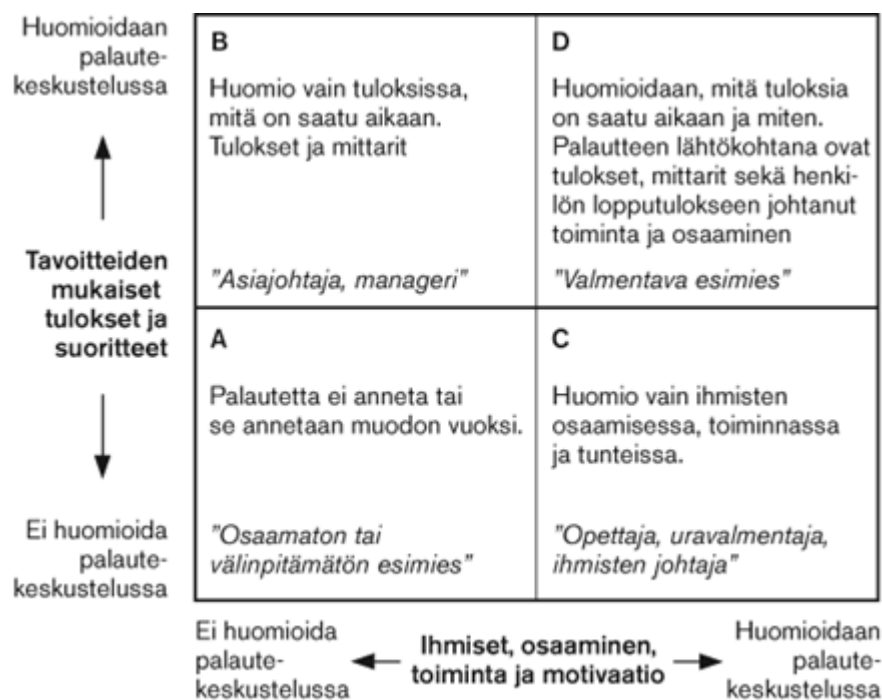 Huomioidaan
palaute-
keskustelussa
Tavoitteiden
mukaiset
tulokset ja
suoritteet
Ei huomioida
palaute-
keskustelussa
B
Huomio vain tuloksissa,
mitä on saatu aikaan.
Tulokset ja mittarit
"Asiajohtaja, manageri"
D
Huomioidaan, mitä tuloksia
on saatu aikaan ja miten.
Palautteen lähtökohtana ovat
tulokset, mittarit sekä henki-
lön lopputulokseen johtanut
toiminta ja osaaminen
"Valmentava esimies"
A
Palautetta ei anneta tai
se annetaan muodon vuoksi.
"Osaamaton tai
välinpitämätön esimies"
C
Huomio vain ihmisten
osaamisessa, toiminnassa
ja tunteissa.
"Opettaja, uravalmentaja,
ihmisten johtaja"
Ei huomioida
palaute-
keskustelussa
Ihmiset, osaaminen,
toiminta ja motivaatio
Huomioidaan
palaute-
keskustelussa